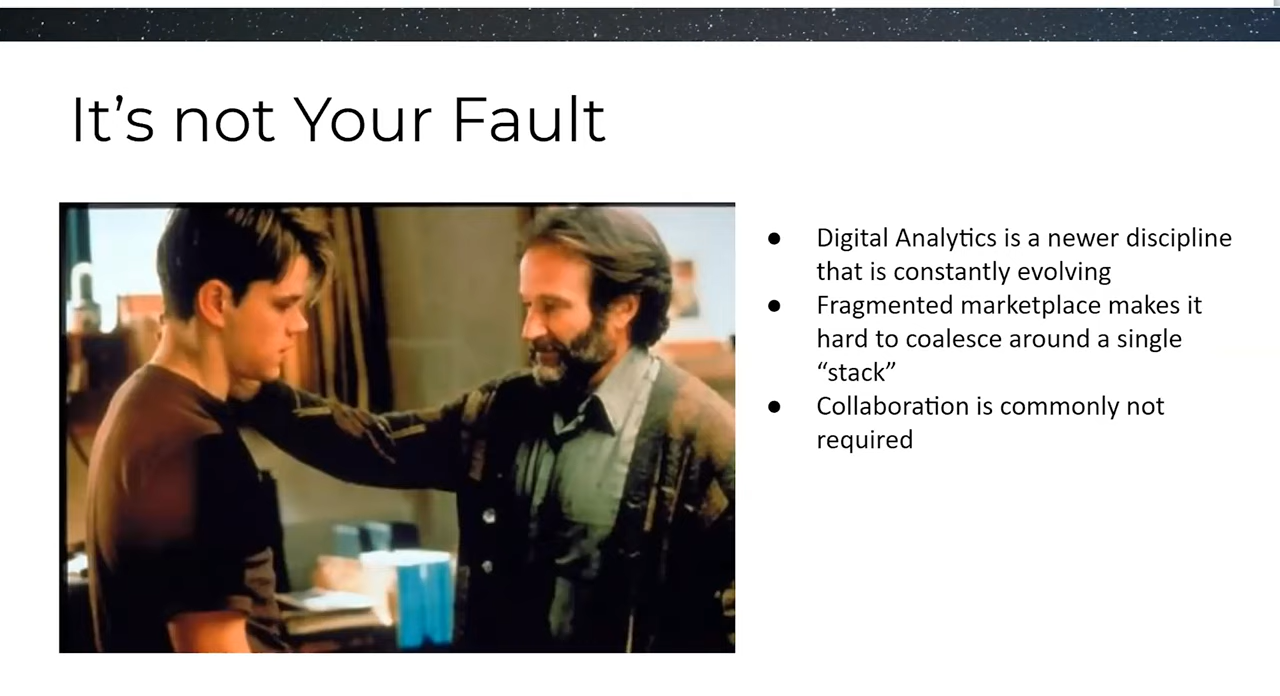 It’s not Your Fault
● Digital Analytics is a newer discipline
that is constantly evolving
● Fragmented marketplace makes it
hard to coalesce around a single
“stack”
● Collaboration is commonly not
required